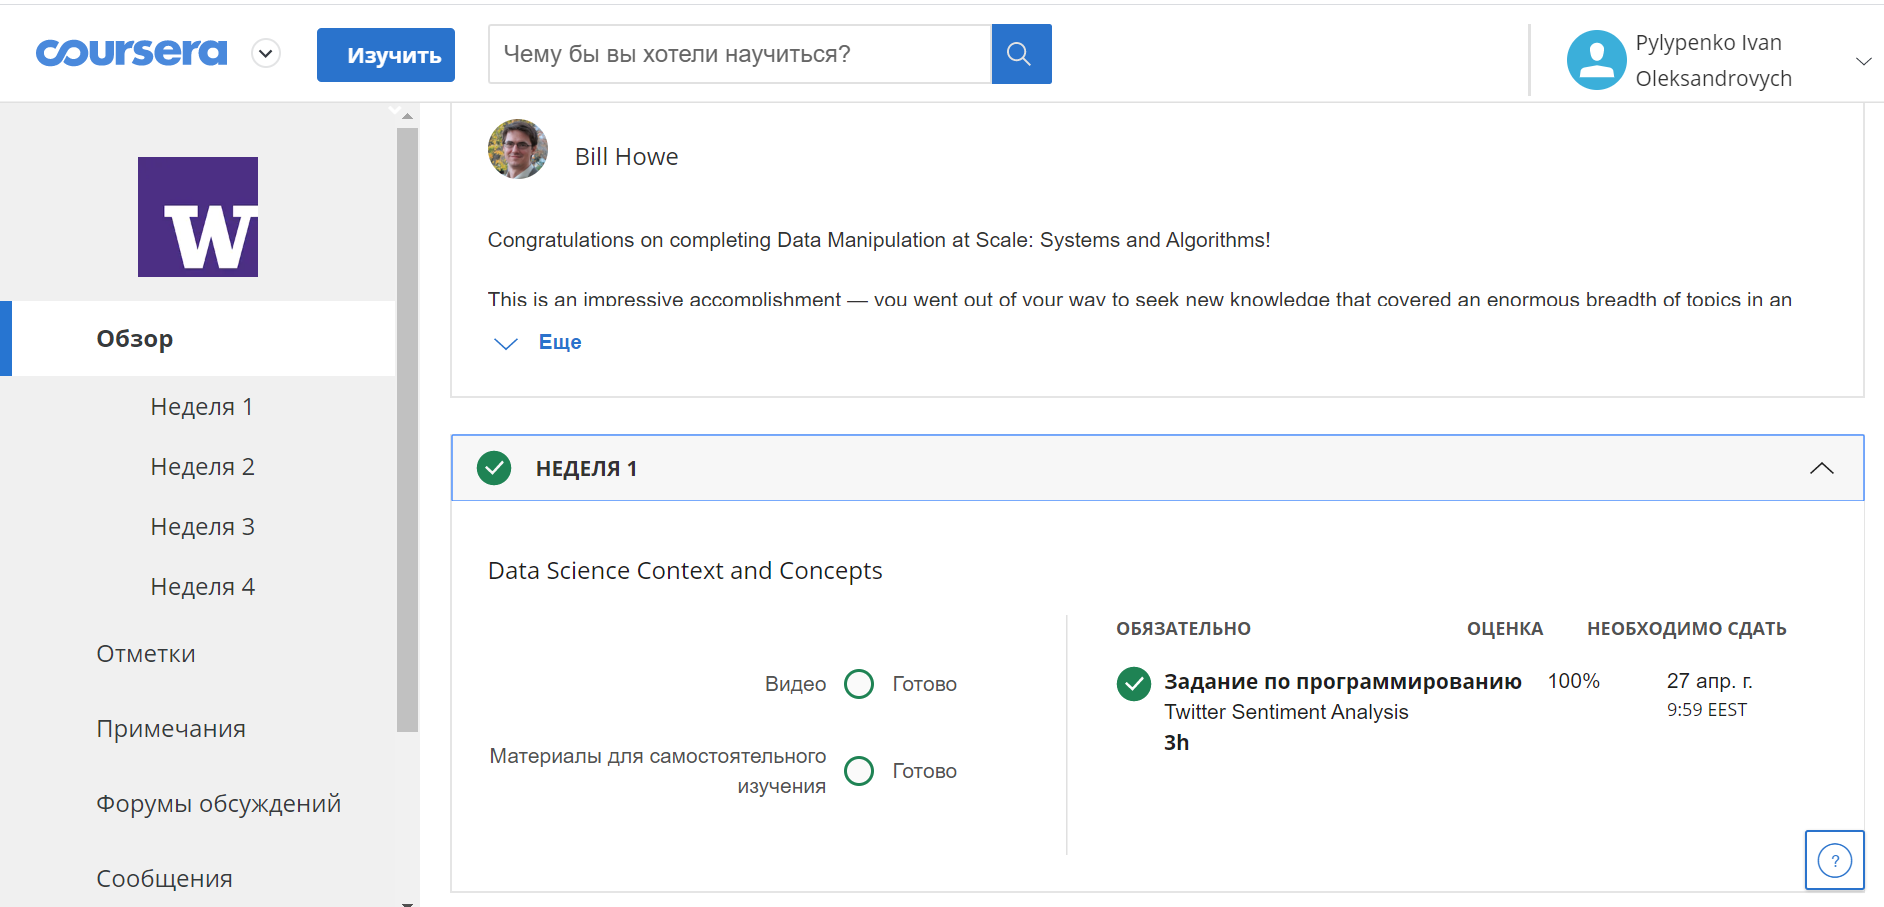 coursera
Изучить
Чему бы вы хотели научиться?
Pylypenko Ivan
Oleksandrovych
W
Обзор
Неделя 1
Неделя 2
Неделя 3
Неделя 4
Отметки
Примечания
Форумы обсуждений
Сообщения
Bill Howe
Congratulations on completing Data Manipulation at Scale: Systems and Algorithms!
This is an impressive accomplishment — you went out of your way to seek new knowledge that covered an enormous breadth of topics in an
Еще
НЕДЕЛЯ 1
Data Science Context and Concepts
Видео Готово
Материалы для самостоятельного
изучения Готово
ОБЯЗАТЕЛЬНО ОЦЕНКА НЕОБХОДИМО СДАТЬ
Задание по программированию 100% 27 апр. г.
Twitter Sentiment Analysis 9:59 EEST
3h
?